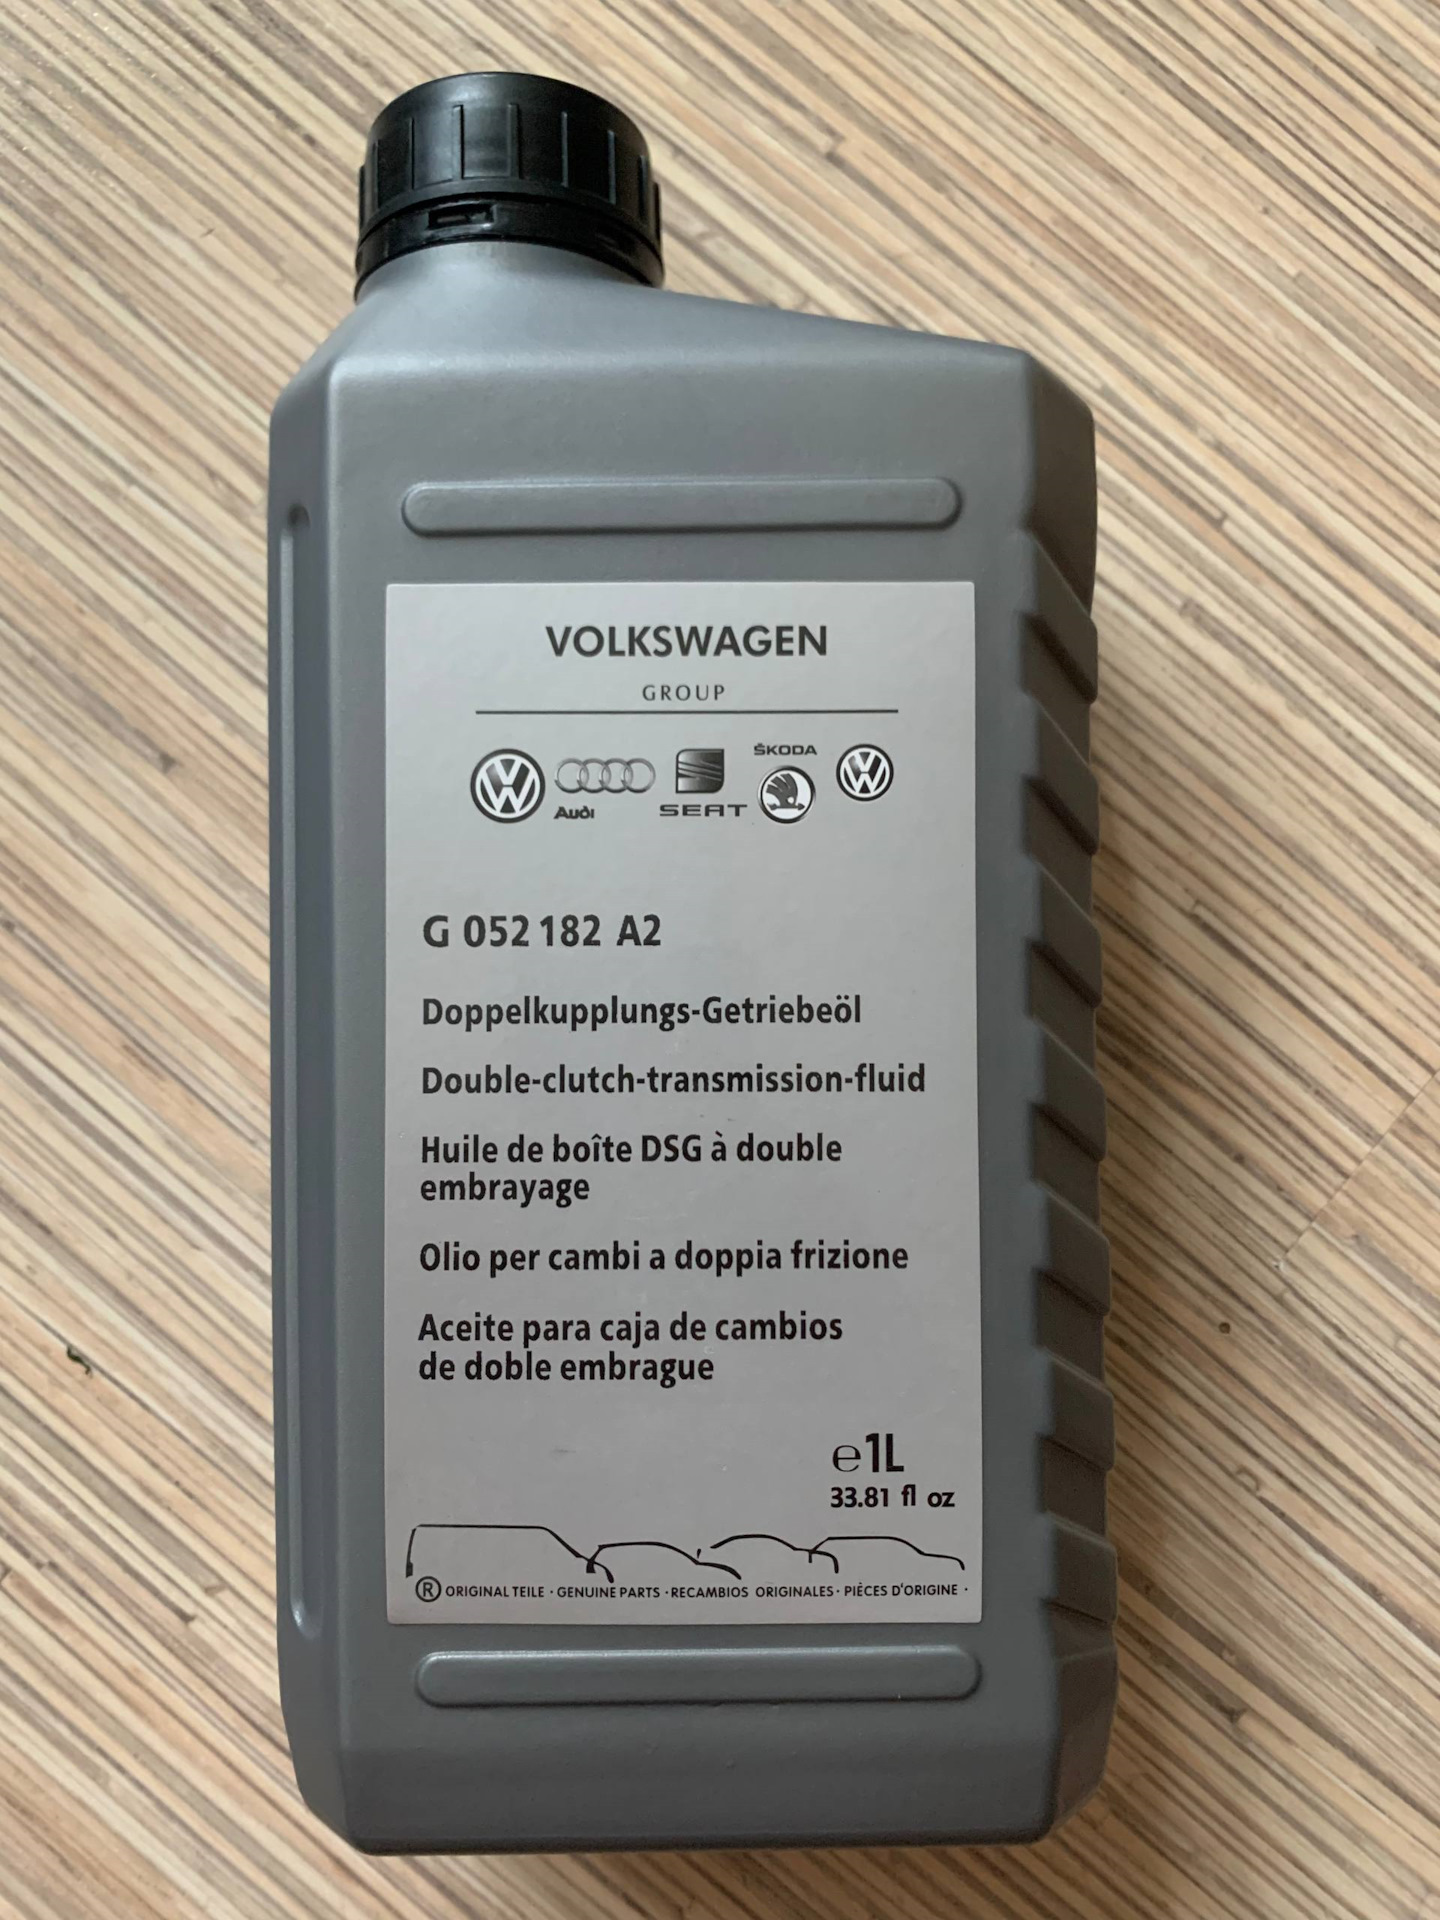 VOLKSWAGEN
GROUP
Audi
SEAT
ŠKODA
G 052 182 A2
Doppelkupplungs-Getriebeöl
Double-clutch-transmission-fluid
Huile de boîte DSG à double
embrayage
Olio per cambi a doppia frizione
Aceite para caja de cambios
de doble embrague
℮1L
33.81 fl oz
® ORIGINAL TEILE · GENUINE PARTS · RECAMBIOS ORIGINALES · PIÈCES D'ORIGINE ·